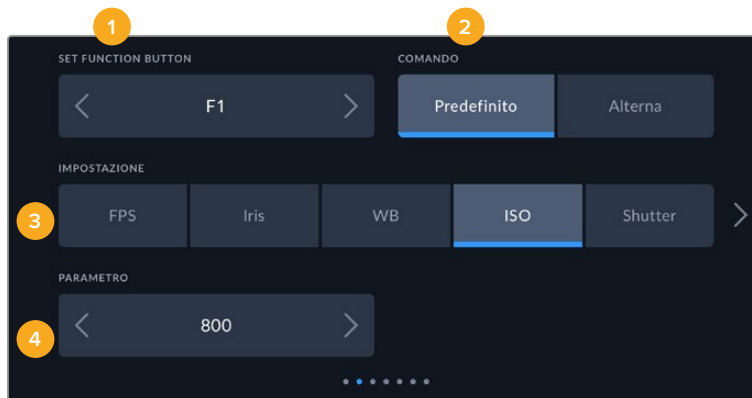 1
2
SET FUNCTION BUTTON
COMANDO
F1
Predefinito
Alterna
IMPOSTAZIONE
3
FPS
Iris
WB
ISO
Shutter
PARAMETRO
4
800